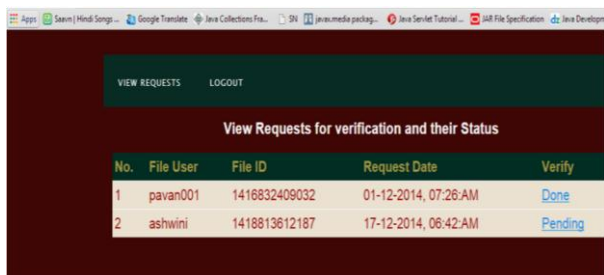 Apps Saavn | Hindi Songs ... Google Translate Java Collections Fra... SN javax.media packag... Java Servlet Tutorial ... JAR File Specification Java Developm
VIEW REQUESTS LOGOUT
View Requests for verification and their Status
No. File User File ID Request Date Verify
1 pavan001 1416832409032 01-12-2014, 07:26:AM Done
2 ashwini 1418813612187 17-12-2014, 06:42:AM Pending